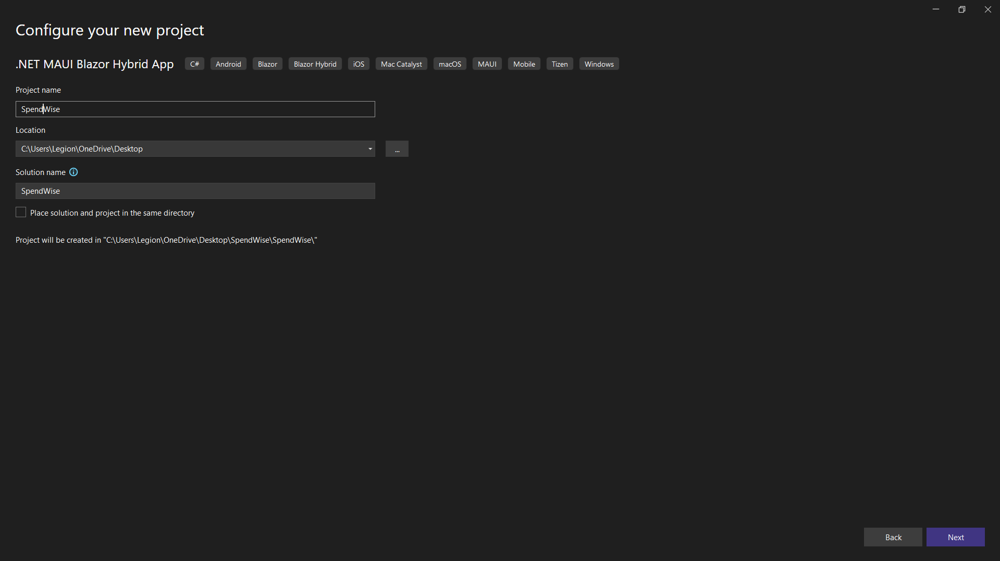 Configure your new project
.NET MAUI Blazor Hybrid App C# Android Blazor Blazor Hybrid iOS Mac Catalyst macOS MAUI Mobile Tizen Windows
Project name
SpendWise
Location
C:\Users\Legion\OneDrive\Desktop ...
Solution name
SpendWise
Place solution and project in the same directory
Project will be created in "C:\Users\Legion\OneDrive\Desktop\SpendWise\SpendWise\"
Back Next